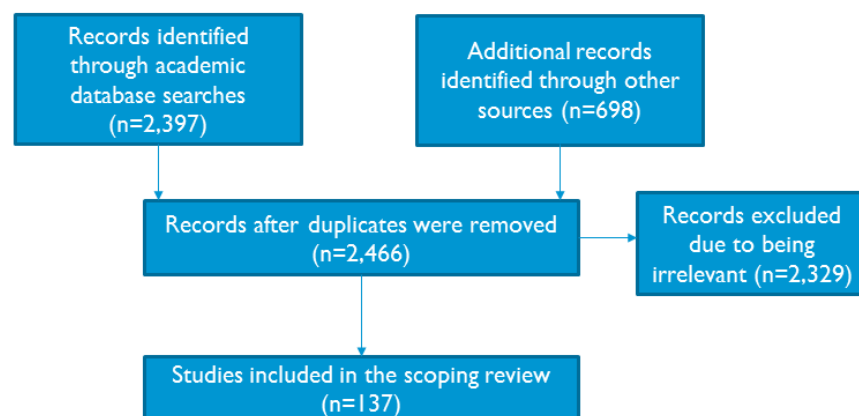 Records identified
through academic
database searches
(n=2,397)
Additional records
identified through other
sources (n=698)
Records after duplicates were removed
(n=2,466)
Records excluded
due to being
irrelevant (n=2,329)
Studies included in the scoping review
(n=137)